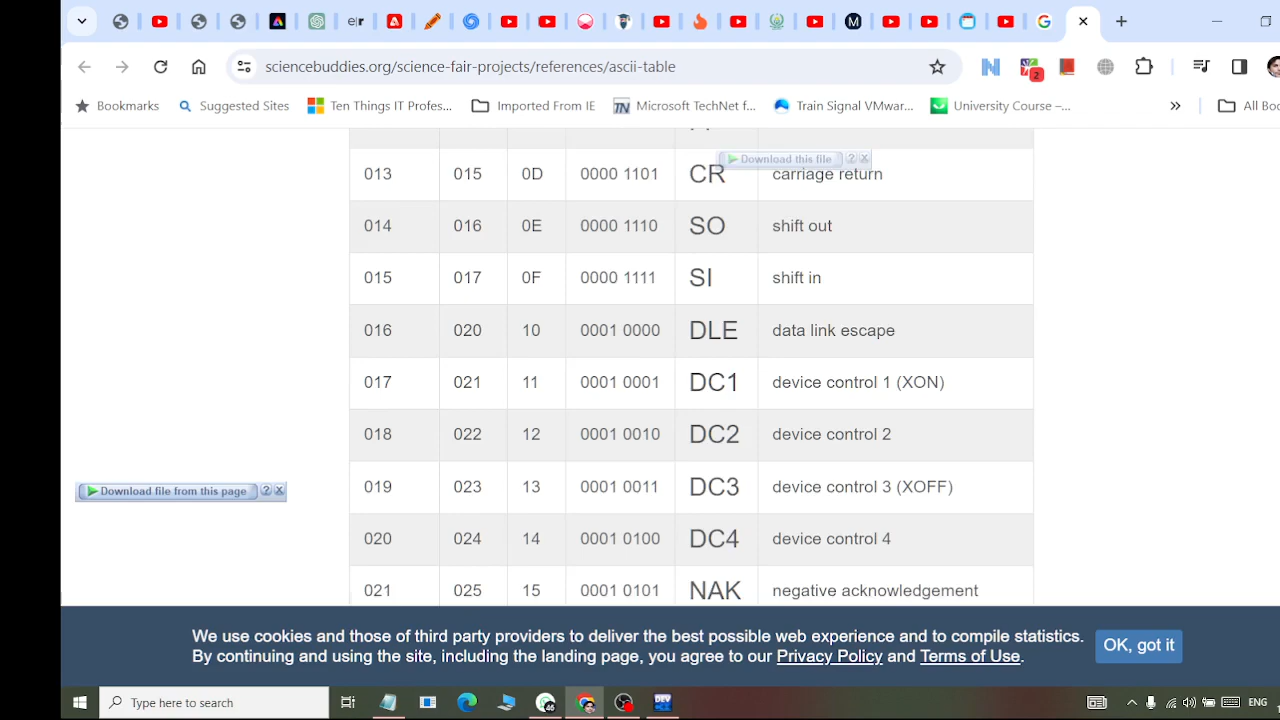 sciencebuddies.org/science-fair-projects/references/ascii-table
2
Bookmarks Suggested Sites Ten Things IT Profes... Imported From IE Microsoft TechNet f... Train Signal VMwar... University Course –... » All Boo
Download this file ? X
013 015 0D 0000 1101 CR carriage return
014 016 0E 0000 1110 SO shift out
015 017 0F 0000 1111 SI shift in
016 020 10 0001 0000 DLE data link escape
017 021 11 0001 0001 DC1 device control 1 (XON)
018 022 12 0001 0010 DC2 device control 2
019 023 13 0001 0011 DC3 device control 3 (XOFF)
Download file from this page ? X
020 024 14 0001 0100 DC4 device control 4
021 025 15 0001 0101 NAK negative acknowledgement
We use cookies and those of third party providers to deliver the best possible web experience and to compile statistics.
By continuing and using the site, including the landing page, you agree to our Privacy Policy and Terms of Use.
OK, got it
Type here to search
ENG